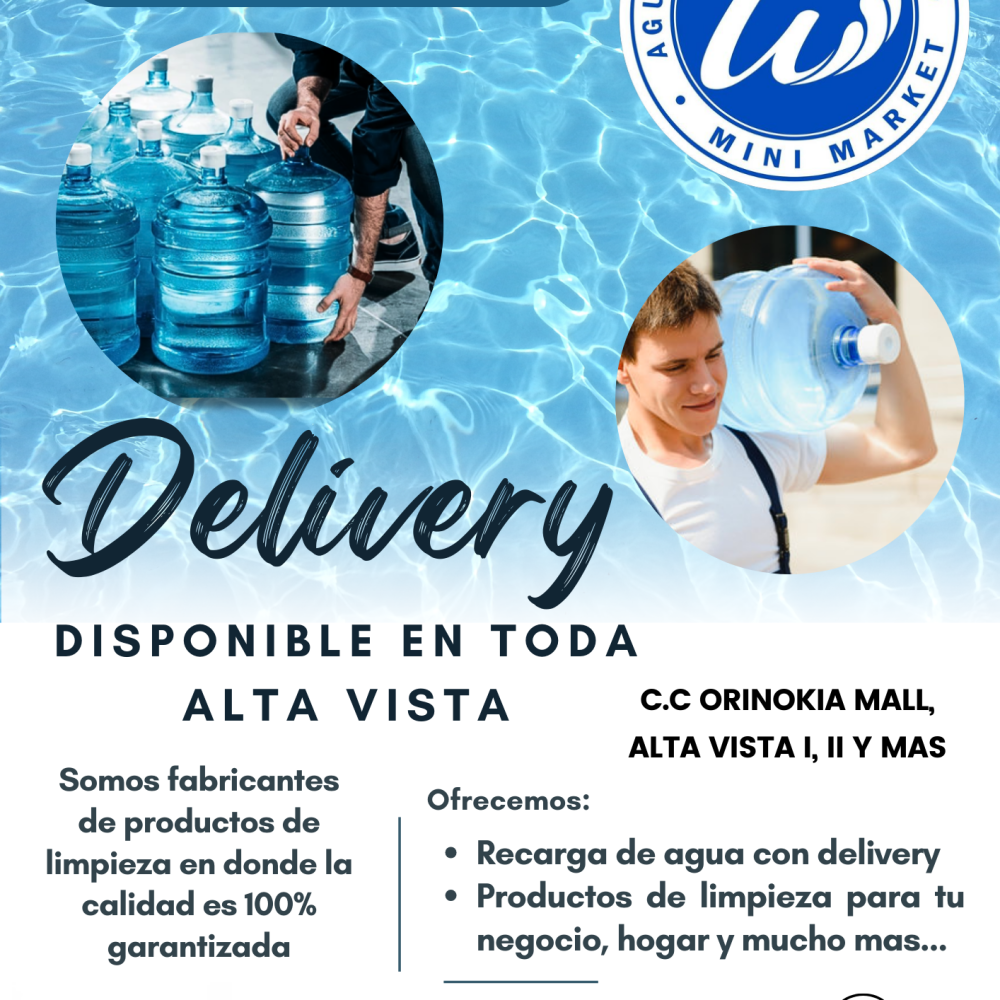 MINI MARKET
Delivery
DISPONIBLE EN TODA
ALTA VISTA
C.C ORINOKIA MALL,
ALTA VISTA I, II Y MAS
Somos fabricantes
de productos de
limpieza en donde la
calidad es 100%
garantizada
Ofrecemos:
• Recarga de agua con delivery
• Productos de limpieza para tu
negocio, hogar y mucho mas...